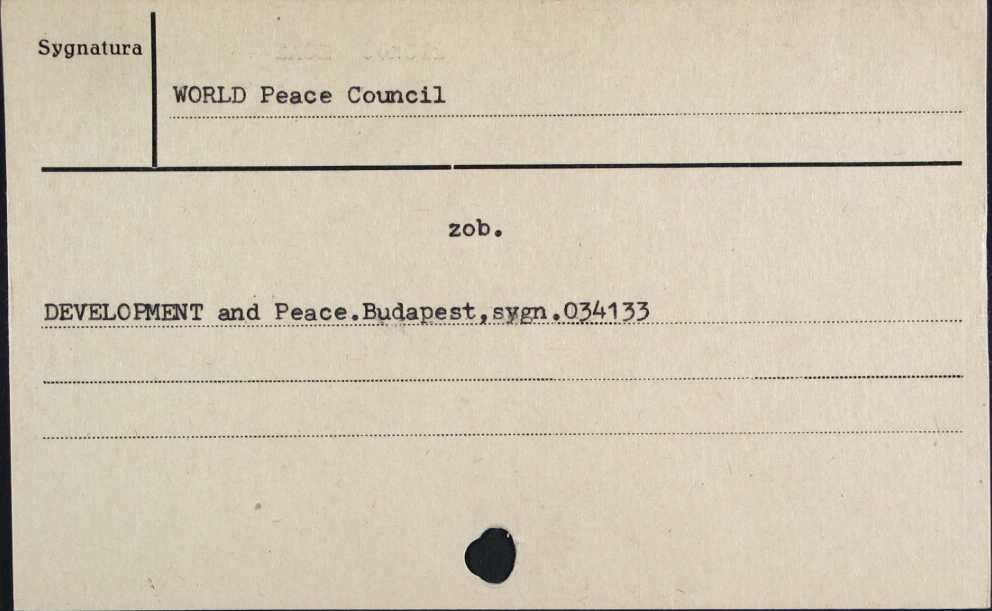 Sygnatura
WORLD Peace Council
zob.
DEVELOPMENT and Peace.Budapest,sygn.034133